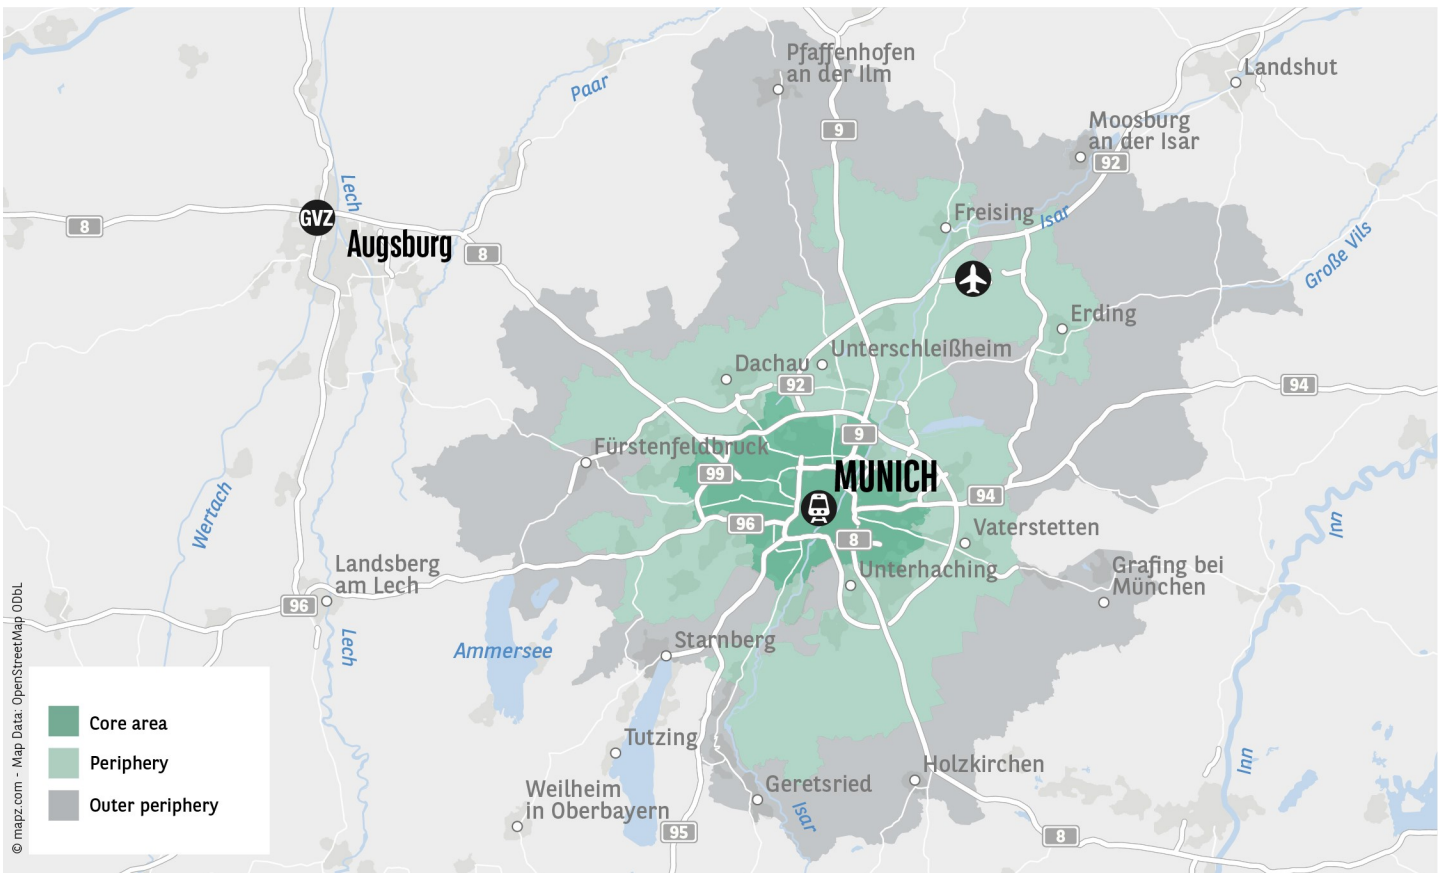 Pfaffenhofen
an der Ilm
Landshut
Paar
Moosburg
an der Isar
9
92
Lech
GVZ
Freising
Isar
8
Augsburg
8
Große Vils
Erding
Unterschleißheim
Dachau
92
94
Fürstenfeldbruck
9
99
MUNICH
94
Wertach
96
8
Vaterstetten
Inn
Landsberg
am Lech
Unterhaching
Grafing bei
München
96
Lech
Ammersee
Starnberg
Core area
Periphery
Outer periphery
Tutzing
Holzkirchen
Inn
Weilheim
in Oberbayern
Geretsried
Isar
95
8
© mapz.com - Map Data: OpenStreetMap ODbL